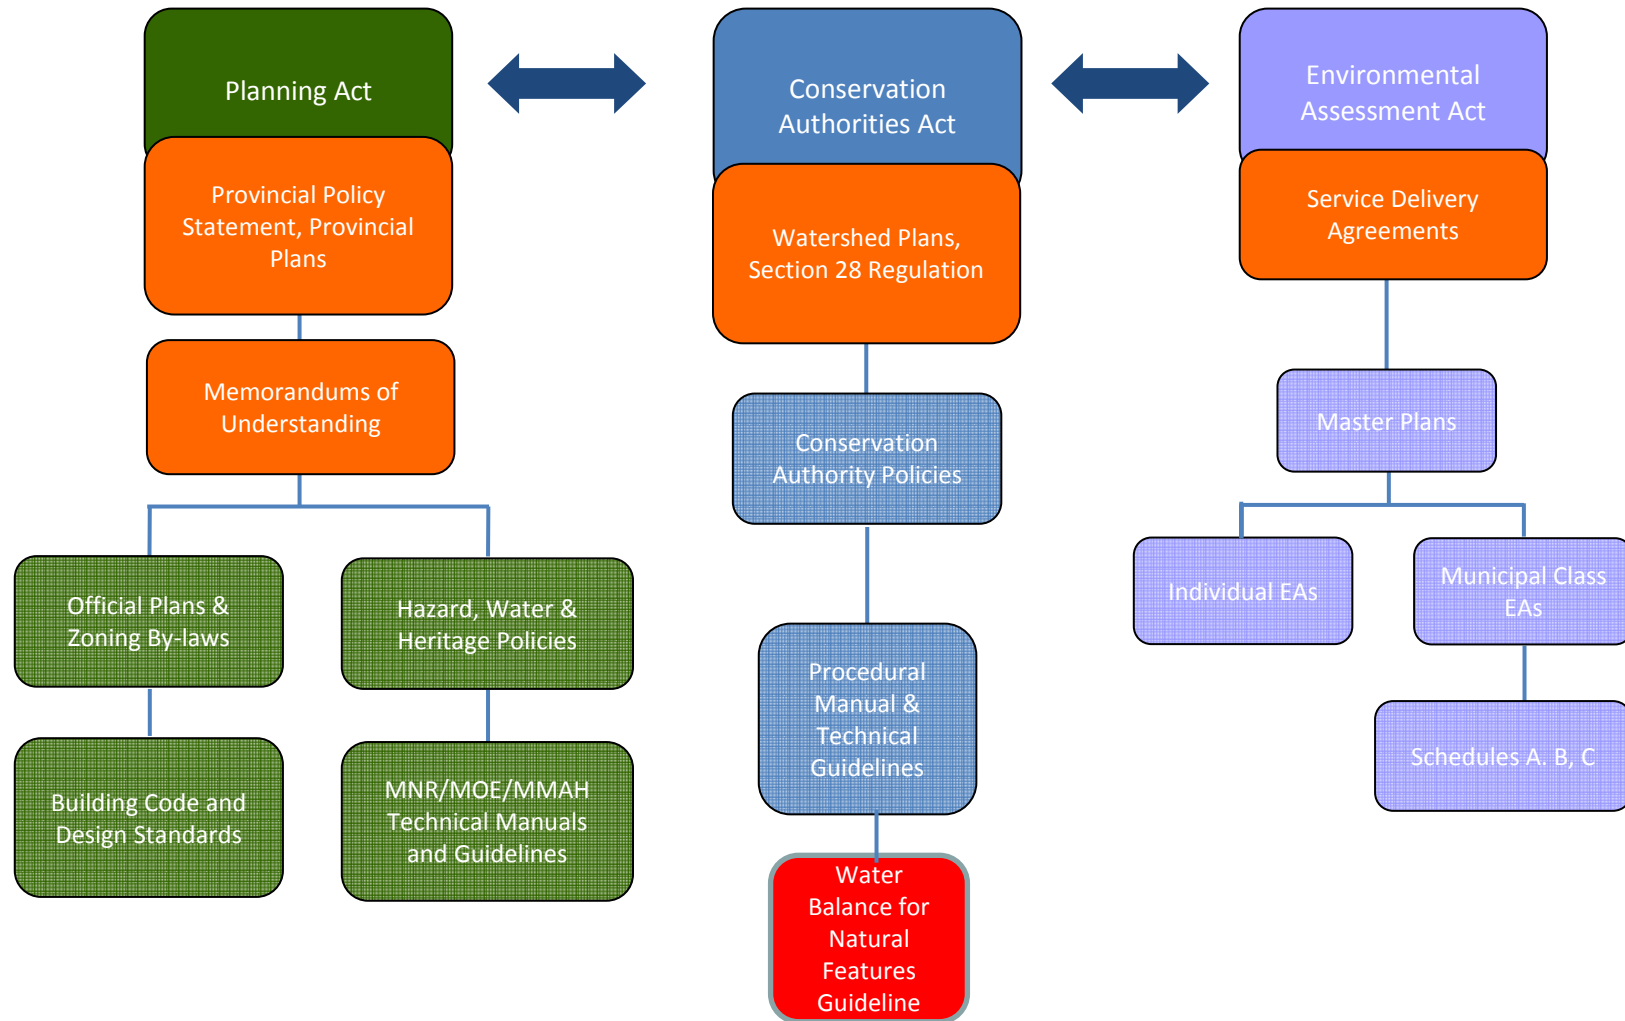 Planning Act
Provincial Policy
Statement, Provincial
Plans
Memorandums of
Understanding
Official Plans &
Zoning By-laws
Hazard, Water &
Heritage Policies
Building Code and
Design Standards
MNR/MOE/MMAH
Technical Manuals
and Guidelines
Conservation
Authorities Act
Watershed Plans,
Section 28 Regulation
Conservation
Authority Policies
Procedural
Manual &
Technical
Guidelines
Water
Balance for
Natural
Features
Guideline
Environmental
Assessment Act
Service Delivery
Agreements
Master Plans
Individual EAs
Municipal Class
EAs
Schedules A. B, C